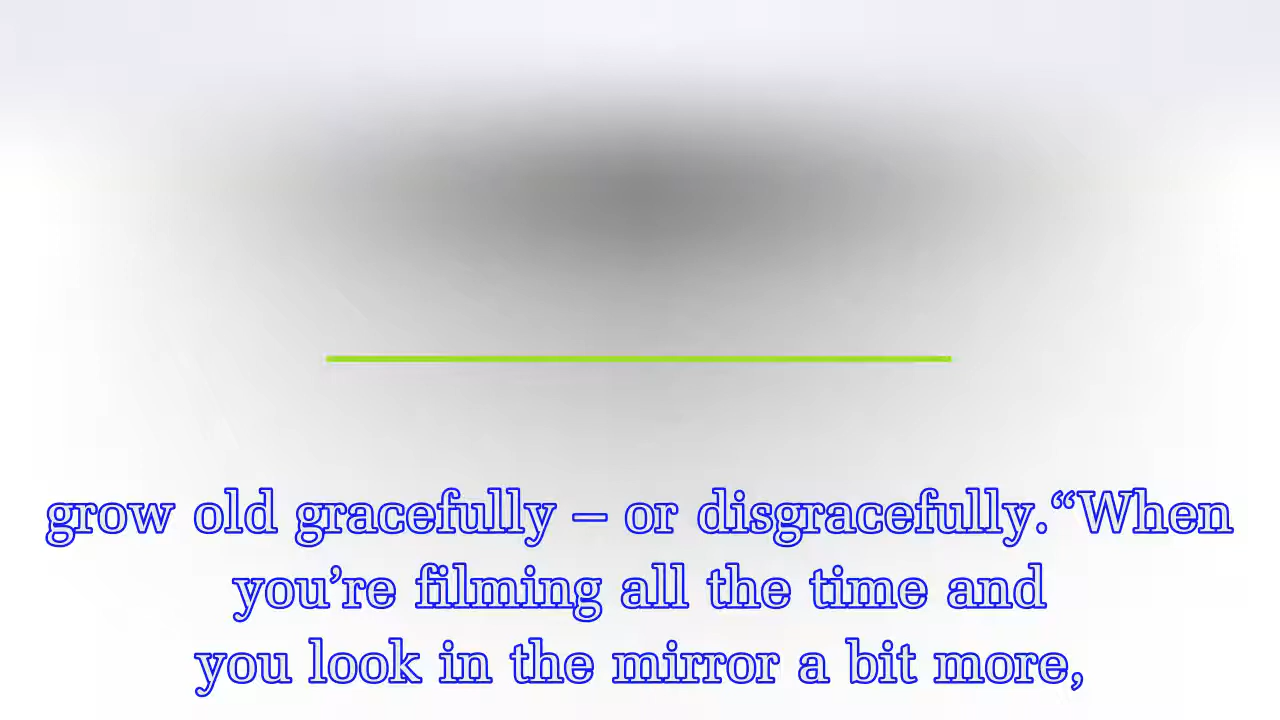 grow old gracefully – or disgracefully.“When
you’re filming all the time and
you look in the mirror a bit more,